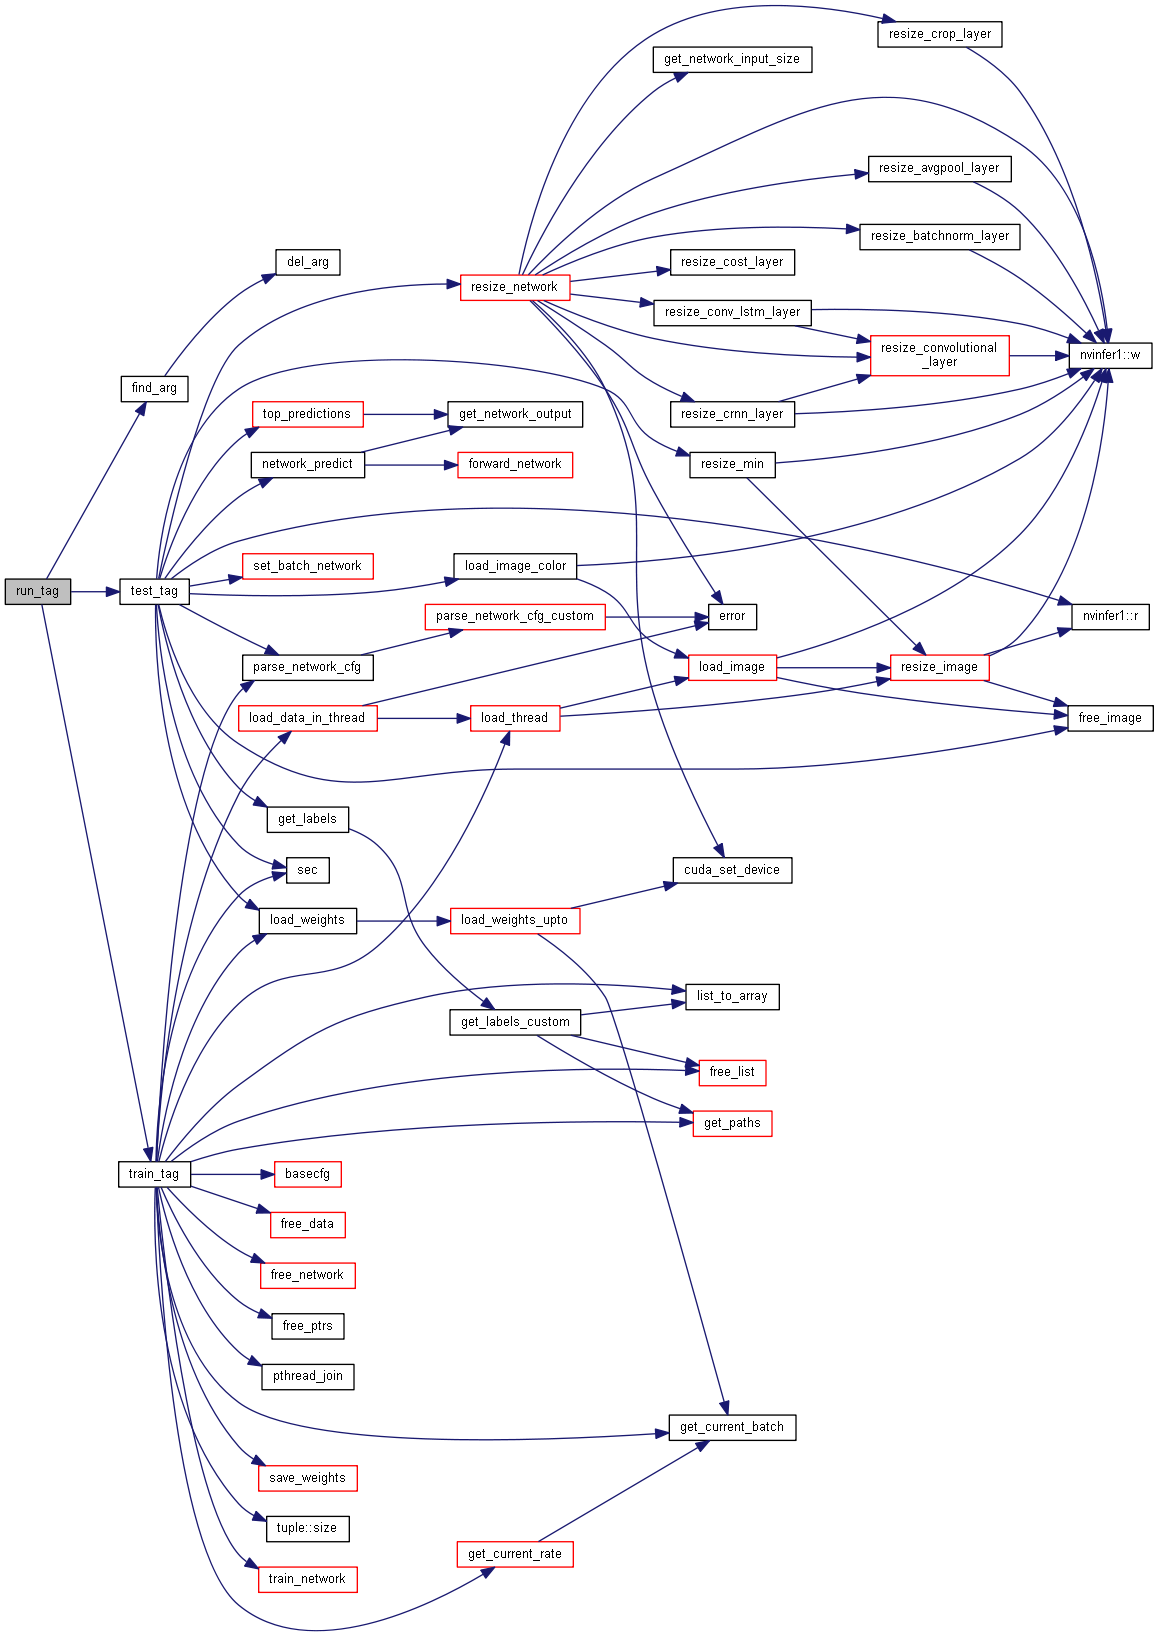 resize_crop_layer
get_network_input_size
resize_avgpool_layer
resize_batchnorm_layer
del_arg
resize_cost_layer
resize_network
resize_conv_lstm_layer
resize_convolutional
_layer
nvinfer1::w
find_arg
top_predictions
get_network_output
resize_crnn_layer
network_predict
forward_network
resize_min
set_batch_network
load_image_color
run_tag
test_tag
parse_network_cfg_custom
error
nvinfer1::r
parse_network_cfg
load_image
resize_image
load_data_in_thread
load_thread
free_image
get_labels
sec
cuda_set_device
load_weights
load_weights_upto
list_to_array
get_labels_custom
free_list
get_paths
train_tag
basecfg
free_data
free_network
free_ptrs
pthread_join
get_current_batch
save_weights
tuple::size
get_current_rate
train_network